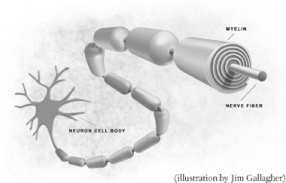 MYELIN
NERVE FIBER
NEURON CELL BODY
(illustration by Jim Gallagher)